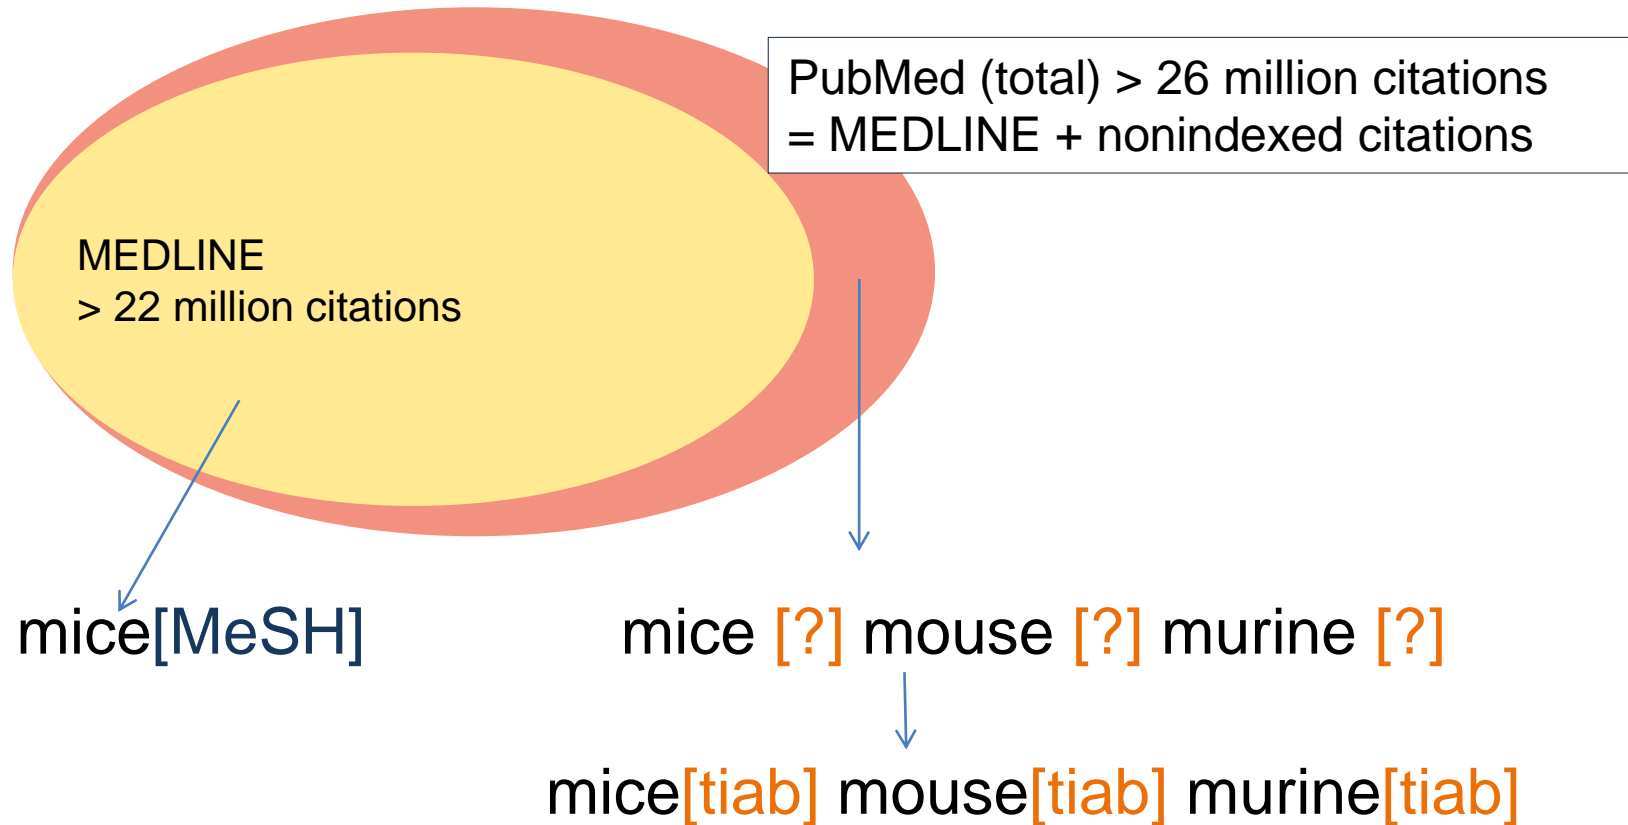 PubMed (total) > 26 million citations
= MEDLINE + nonindexed citations
MEDLINE
> 22 million citations
mice[MeSH]
mice [?] mouse [?] murine [?]
mice[tiab] mouse[tiab] murine[tiab]